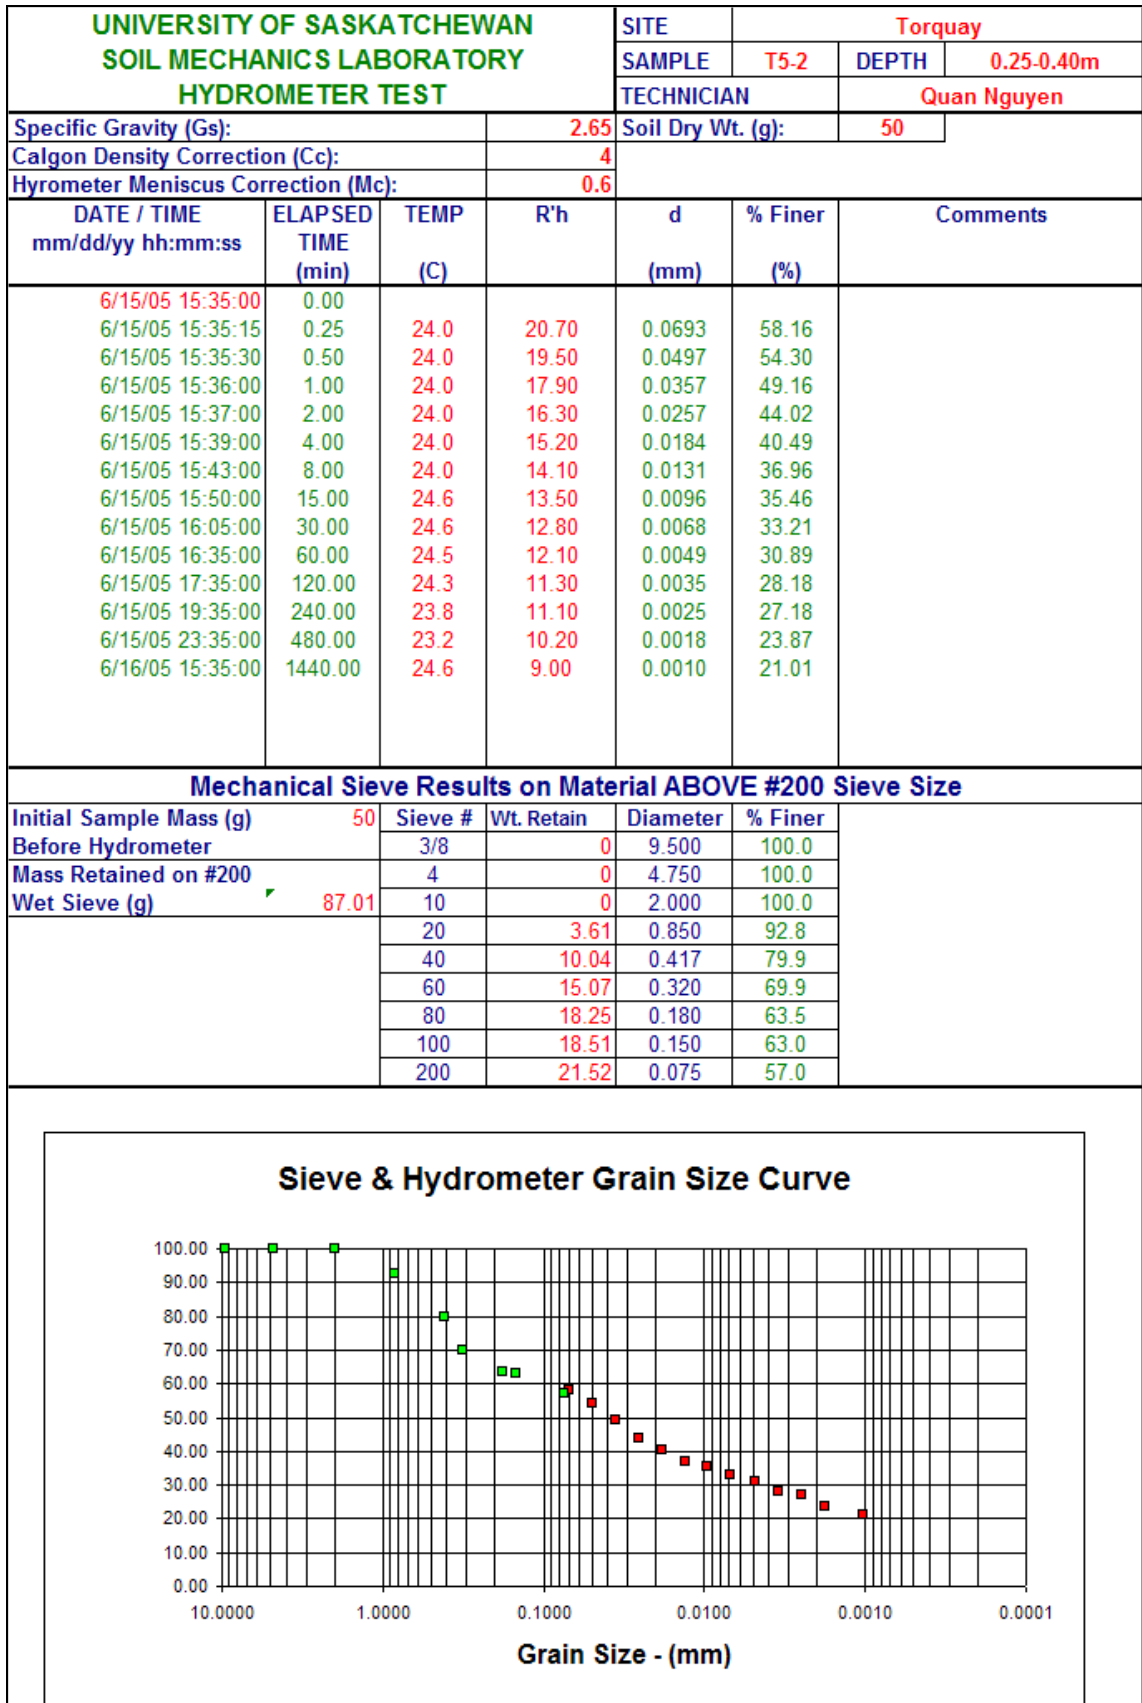 UNIVERSITY OF SASKATCHEWAN
SOIL MECHANICS LABORATORY
HYDROMETER TEST
SITE Torquay
SAMPLE T5-2 DEPTH 0.25-0.40m
TECHNICIAN Quan Nguyen
Specific Gravity (Gs): 2.65 Soil Dry Wt. (g): 50
Calgon Density Correction (Cc): 4
Hyrometer Meniscus Correction (Mc): 0.6
DATE / TIME ELAPSED TEMP R'h d % Finer Comments
mm/dd/yy hh:mm:ss TIME
(min) (C) (mm) (%)
6/15/05 15:35:00 0.00
6/15/05 15:35:15 0.25 24.0 20.70 0.0693 58.16
6/15/05 15:35:30 0.50 24.0 19.50 0.0497 54.30
6/15/05 15:36:00 1.00 24.0 17.90 0.0357 49.16
6/15/05 15:37:00 2.00 24.0 16.30 0.0257 44.02
6/15/05 15:39:00 4.00 24.0 15.20 0.0184 40.49
6/15/05 15:43:00 8.00 24.0 14.10 0.0131 36.96
6/15/05 15:50:00 15.00 24.6 13.50 0.0096 35.46
6/15/05 16:05:00 30.00 24.6 12.80 0.0068 33.21
6/15/05 16:35:00 60.00 24.5 12.10 0.0049 30.89
6/15/05 17:35:00 120.00 24.3 11.30 0.0035 28.18
6/15/05 19:35:00 240.00 23.8 11.10 0.0025 27.18
6/15/05 23:35:00 480.00 23.2 10.20 0.0018 23.87
6/16/05 15:35:00 1440.00 24.6 9.00 0.0010 21.01
Mechanical Sieve Results on Material ABOVE #200 Sieve Size
Initial Sample Mass (g) 50 Sieve # Wt. Retain Diameter % Finer
Before Hydrometer 3/8 0 9.500 100.0
Mass Retained on #200 4 0 4.750 100.0
Wet Sieve (g) 87.01 10 0 2.000 100.0
20 3.61 0.850 92.8
40 10.04 0.417 79.9
60 15.07 0.320 69.9
80 18.25 0.180 63.5
100 18.51 0.150 63.0
200 21.52 0.075 57.0
Sieve & Hydrometer Grain Size Curve
100.00
90.00
80.00
70.00
60.00
50.00
40.00
30.00
20.00
10.00
0.00
10.0000 1.0000 0.1000 0.0100 0.0010 0.0001
Grain Size - (mm)